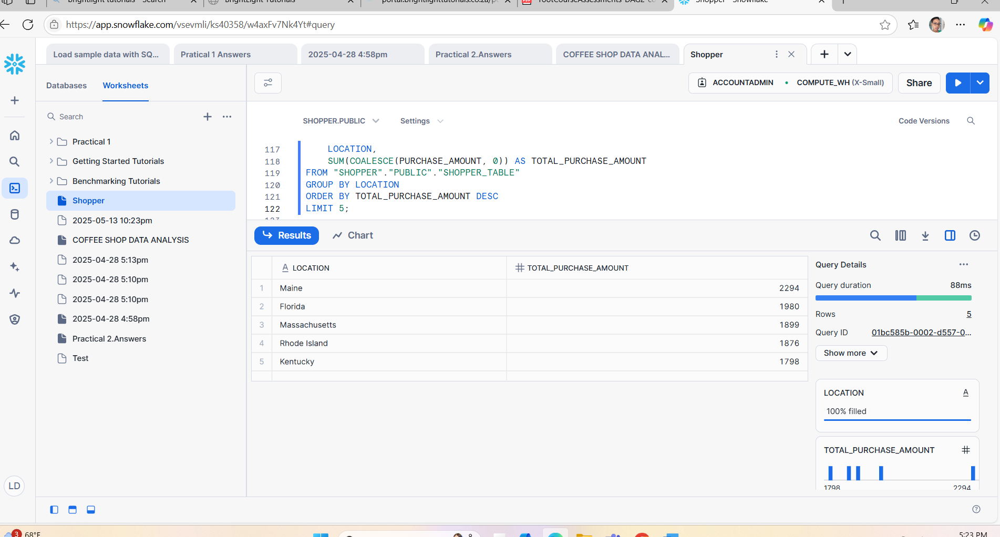 Shopper - Snowflake
https://app.snowflake.com/vsevmli/ks40358/w4axFv7Nk4Yt#query
Load sample data with SQ...
Pratical 1 Answers
2025-04-28 4:58pm
Practical 2.Answers
COFFEE SHOP DATA ANAL...
Shopper
Databases
Worksheets
ACCOUNTADMIN
COMPUTE_WH (X-Small)
Share
Search
SHOPPER.PUBLIC
Settings
Code Versions
Practical 1
Getting Started Tutorials
Benchmarking Tutorials
Shopper
2025-05-13 10:23pm
COFFEE SHOP DATA ANALYSIS
2025-04-28 5:13pm
2025-04-28 5:10pm
2025-04-28 5:10pm
2025-04-28 4:58pm
Practical 2.Answers
Test
117 LOCATION,
118 SUM(COALESCE(PURCHASE_AMOUNT, 0)) AS TOTAL_PURCHASE_AMOUNT
119 FROM "SHOPPER"."PUBLIC"."SHOPPER_TABLE"
120 GROUP BY LOCATION
121 ORDER BY TOTAL_PURCHASE_AMOUNT DESC
122 LIMIT 5;
Results
Chart
LOCATION TOTAL_PURCHASE_AMOUNT
1 Maine 2294
2 Florida 1980
3 Massachusetts 1899
4 Rhode Island 1876
5 Kentucky 1798
Query Details
Query duration 88ms
Rows 5
Query ID 01bc585b-0002-d557-0...
Show more
LOCATION A
100% filled
TOTAL_PURCHASE_AMOUNT #
1798 2294
LD
3 68°F
5:23 PM